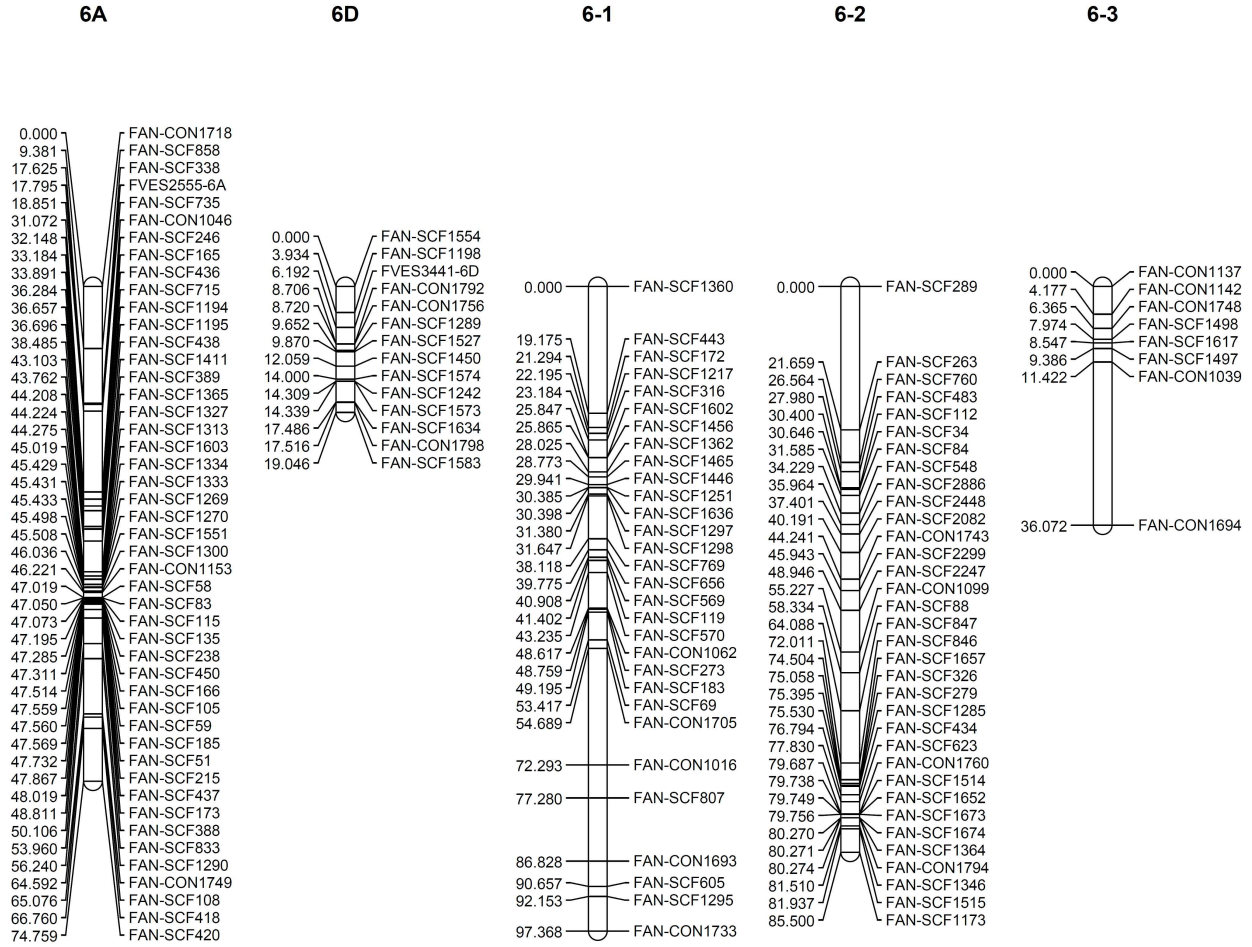 6A
0.000 FAN-CON1718
9.381 FAN-SCF858
17.625 FAN-SCF338
17.795 FVES2555-6A
18.851 FAN-SCF735
31.072 FAN-CON1046
32.148 FAN-SCF246
33.184 FAN-SCF165
33.891 FAN-SCF436
36.284 FAN-SCF715
36.657 FAN-SCF1194
36.696 FAN-SCF1195
38.485 FAN-SCF438
43.103 FAN-SCF1411
43.762 FAN-SCF389
44.208 FAN-SCF1365
44.224 FAN-SCF1327
44.275 FAN-SCF1313
45.019 FAN-SCF1603
45.429 FAN-SCF1334
45.431 FAN-SCF1333
45.433 FAN-SCF1269
45.498 FAN-SCF1270
45.508 FAN-SCF1551
46.036 FAN-SCF1300
46.221 FAN-CON1153
47.019 FAN-SCF58
47.050 FAN-SCF83
47.073 FAN-SCF115
47.195 FAN-SCF135
47.285 FAN-SCF238
47.311 FAN-SCF450
47.514 FAN-SCF166
47.559 FAN-SCF105
47.560 FAN-SCF59
47.569 FAN-SCF185
47.732 FAN-SCF51
47.867 FAN-SCF215
48.019 FAN-SCF437
48.811 FAN-SCF173
50.106 FAN-SCF388
53.960 FAN-SCF833
56.240 FAN-SCF1290
64.592 FAN-CON1749
65.076 FAN-SCF108
66.760 FAN-SCF418
74.759 FAN-SCF420
6D
0.000 FAN-SCF1554
3.934 FAN-SCF1198
6.192 FVES3441-6D
8.706 FAN-CON1792
8.720 FAN-CON1756
9.652 FAN-SCF1289
9.870 FAN-SCF1527
12.059 FAN-SCF1450
14.000 FAN-SCF1574
14.309 FAN-SCF1242
14.339 FAN-SCF1573
17.486 FAN-SCF1634
17.516 FAN-CON1798
19.046 FAN-SCF1583
6-1
0.000 FAN-SCF1360
19.175 FAN-SCF443
21.294 FAN-SCF172
22.195 FAN-SCF1217
23.184 FAN-SCF316
25.847 FAN-SCF1602
25.865 FAN-SCF1456
28.025 FAN-SCF1362
28.773 FAN-SCF1465
29.941 FAN-SCF1446
30.385 FAN-SCF1251
30.398 FAN-SCF1636
31.380 FAN-SCF1297
31.647 FAN-SCF1298
38.118 FAN-SCF769
39.775 FAN-SCF656
40.908 FAN-SCF569
41.402 FAN-SCF119
43.235 FAN-SCF570
48.617 FAN-CON1062
48.759 FAN-SCF273
49.195 FAN-SCF183
53.417 FAN-SCF69
54.689 FAN-CON1705
72.293 FAN-CON1016
77.280 FAN-SCF807
86.828 FAN-CON1693
90.657 FAN-SCF605
92.153 FAN-SCF1295
97.368 FAN-CON1733
6-2
0.000 FAN-SCF289
21.659 FAN-SCF263
26.564 FAN-SCF760
27.980 FAN-SCF483
30.400 FAN-SCF112
30.646 FAN-SCF34
31.585 FAN-SCF84
34.229 FAN-SCF548
35.964 FAN-SCF2886
37.401 FAN-SCF2448
40.191 FAN-SCF2082
44.241 FAN-CON1743
45.943 FAN-SCF2299
48.946 FAN-SCF2247
55.227 FAN-CON1099
58.334 FAN-SCF88
64.088 FAN-SCF847
72.011 FAN-SCF846
74.504 FAN-SCF1657
75.058 FAN-SCF326
75.395 FAN-SCF279
75.530 FAN-SCF1285
76.794 FAN-SCF434
77.830 FAN-SCF623
79.687 FAN-CON1760
79.738 FAN-SCF1514
79.749 FAN-SCF1652
79.756 FAN-SCF1673
80.270 FAN-SCF1674
80.271 FAN-SCF1364
80.274 FAN-CON1794
81.510 FAN-SCF1346
81.937 FAN-SCF1515
85.500 FAN-SCF1173
6-3
0.000 FAN-CON1137
4.177 FAN-CON1142
6.365 FAN-CON1748
7.974 FAN-SCF1498
8.547 FAN-SCF1617
9.386 FAN-SCF1497
11.422 FAN-CON1039
36.072 FAN-CON1694